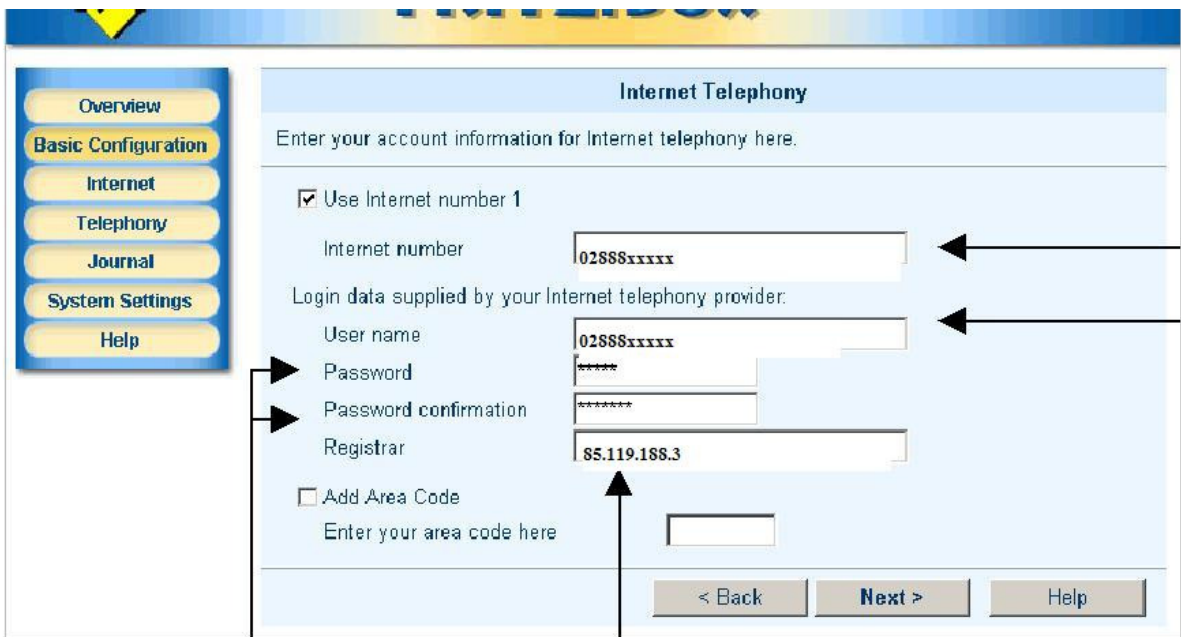 Overview
Basic Configuration
Internet
Telephony
Journal
System Settings
Help
Internet Telephony
Enter your account information for Internet telephony here.
Use Internet number 1
Internet number 02888xxxxx
Login data supplied by your Internet telephony provider:
User name 02888xxxxx
Password *****
Password confirmation *******
Registrar 85.119.188.3
Add Area Code
Enter your area code here
< Back Next > Help